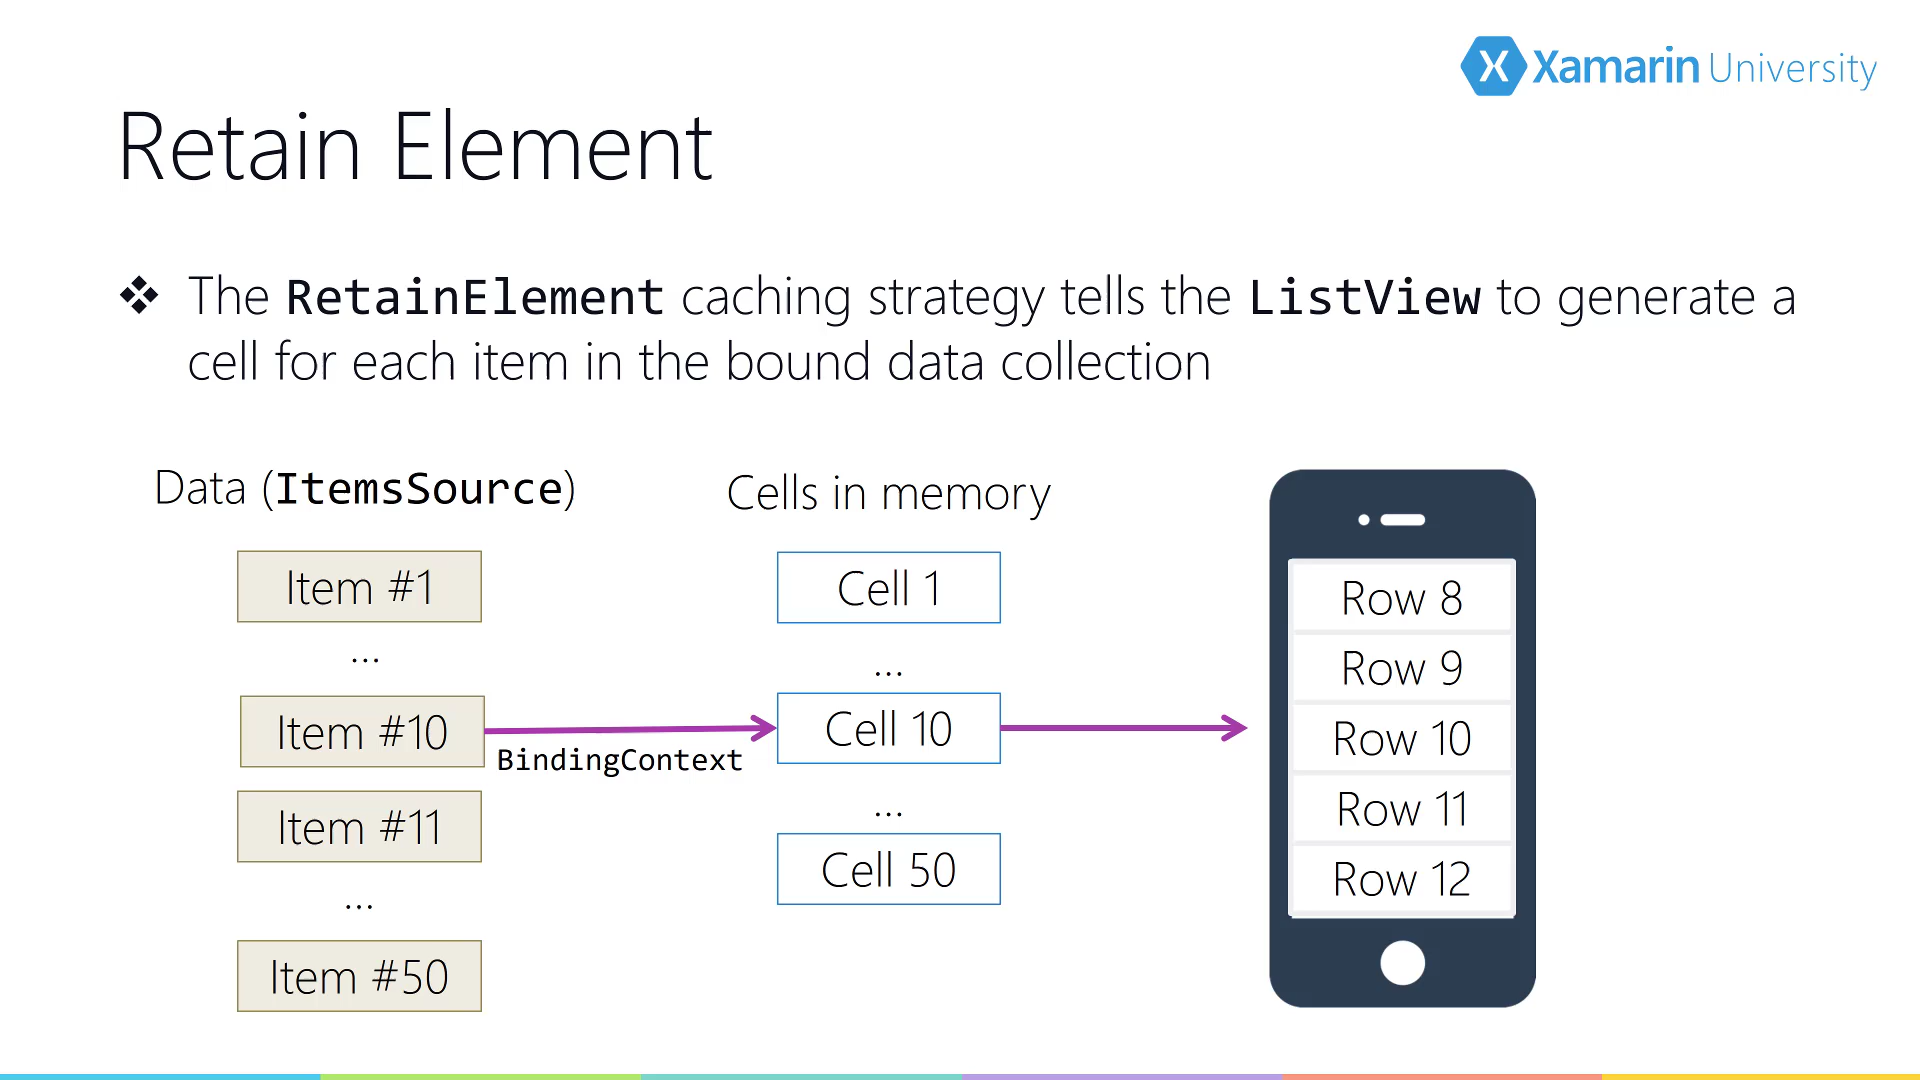 Xamarin University
Retain Element
❖ The RetainElement caching strategy tells the ListView to generate a
cell for each item in the bound data collection
Data (ItemsSource)
Cells in memory
Item #1
...
Item #10
Item #11
...
Item #50
BindingContext
Cell 1
...
Cell 10
...
Cell 50
Row 8
Row 9
Row 10
Row 11
Row 12